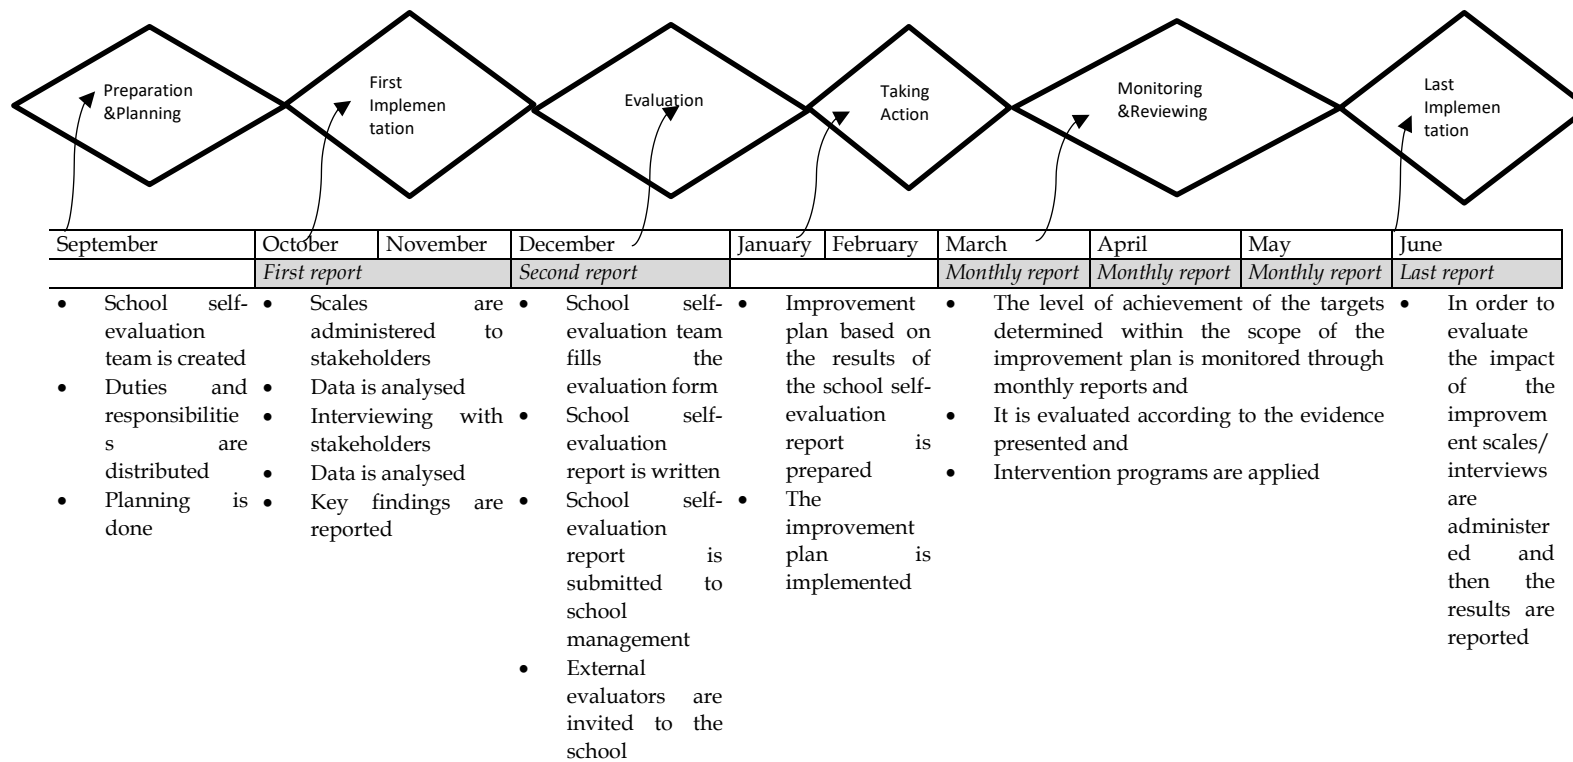 Preparation
&Planning
First
Implemen
tation
Evaluation
Taking
Action
Monitoring
&Reviewing
Last
Implemen
tation
September
October
November
December
January
February
March
April
May
June
First report
Second report
Monthly report
Monthly report
Monthly report
Last report
• School self-
evaluation
team is created
• Duties and
responsibilitie
s are
distributed
• Planning is
done
• Scales are
administered to
stakeholders
• Data is analysed
• Interviewing with
stakeholders
• Data is analysed
• Key findings are
reported
• School self-
evaluation team
fills the
evaluation form
• School self-
evaluation
report is written
• School self-
evaluation
report is
submitted to
school
management
• External
evaluators are
invited to the
school
• Improvement
plan based on
the results of
the school self-
evaluation
report is
prepared
• The
improvement
plan is
implemented
• The level of achievement of the targets
determined within the scope of the
improvement plan is monitored through
monthly reports and
• It is evaluated according to the evidence
presented and
• Intervention programs are applied
• In order to
evaluate
the impact
of the
improvem
ent scales/
interviews
are
administer
ed and
then the
results are
reported